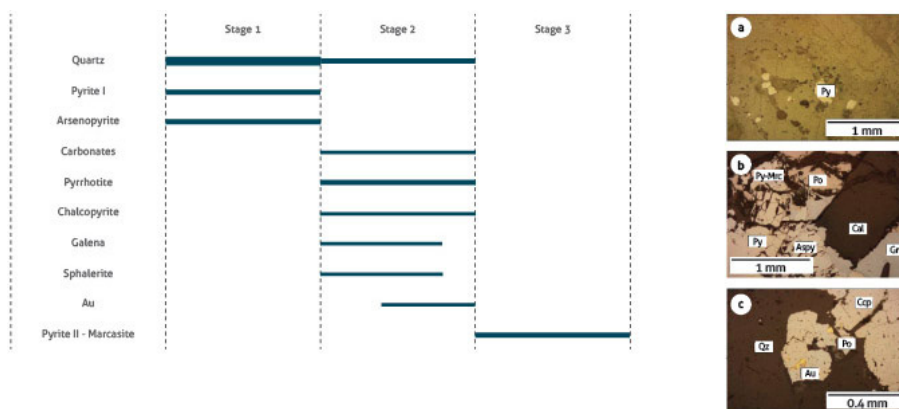 Stage 1 Stage 2 Stage 3
Quartz
Pyrite I
Arsenopyrite
Carbonates
Pyrrhotite
Chalcopyrite
Galena
Sphalerite
Au
Pyrite II - Marcasite
a
Py
1 mm
b
Py-Mrc Po
Cal
Py Aspy Gn
1 mm
c
Ccp
Qz Po
Au
0.4 mm